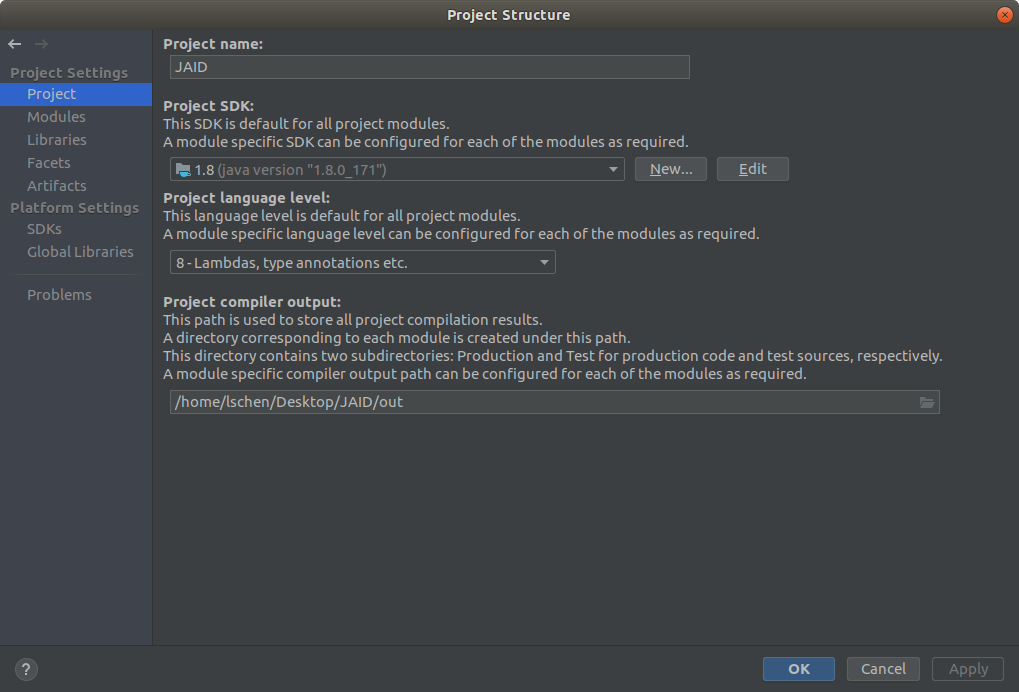 Project Structure
Project Settings
Project
Modules
Libraries
Facets
Artifacts
Platform Settings
SDKs
Global Libraries
Problems
Project name:
JAID
Project SDK:
This SDK is default for all project modules.
A module specific SDK can be configured for each of the modules as required.
1.8 (java version "1.8.0_171")
New...
Edit
Project language level:
This language level is default for all project modules.
A module specific language level can be configured for each of the modules as required.
8 - Lambdas, type annotations etc.
Project compiler output:
This path is used to store all project compilation results.
A directory corresponding to each module is created under this path.
This directory contains two subdirectories: Production and Test for production code and test sources, respectively.
A module specific compiler output path can be configured for each of the modules as required.
/home/lschen/Desktop/JAID/out
?
OK
Cancel
Apply